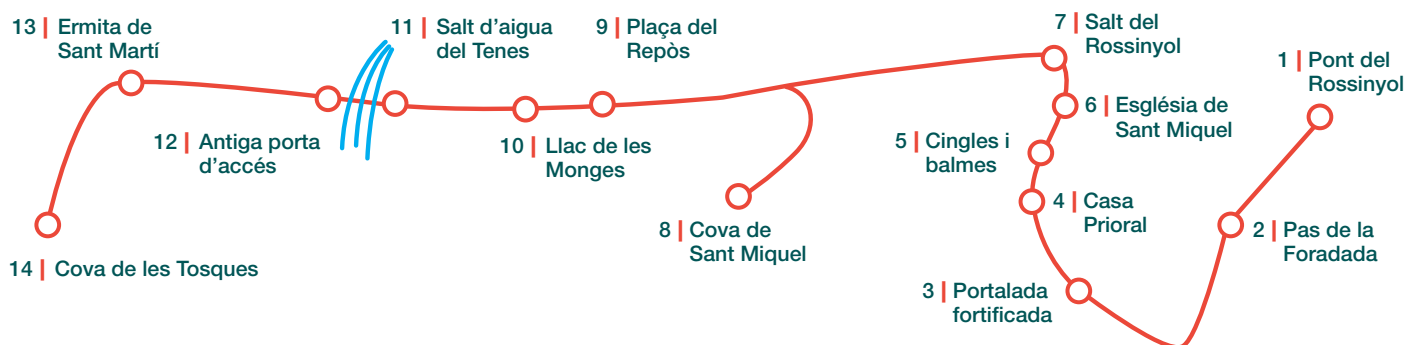 13 | Ermita de
Sant Martí
11 | Salt d’aigua
del Tenes
9 | Plaça del
Repòs
7 | Salt del
Rossinyol
1 | Pont del
Rossinyol
12 | Antiga porta
d’accés
10 | Llac de les
Monges
6 | Església de
Sant Miquel
5 | Cingles i
balmes
4 | Casa
Prioral
8 | Cova de
Sant Miquel
2 | Pas de la
Foradada
14 | Cova de les Tosques
3 | Portalada
fortificada